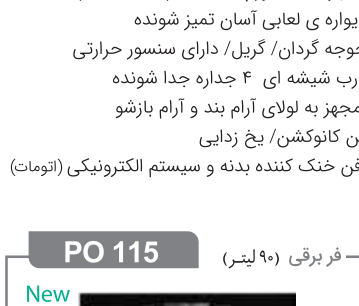 یواره ی لعابی آسان تمیز شونده
وجه گردان/ گریل/ دارای سنسور حرارتی
رب شیشه ای ۴ جداره جدا شونده
مجهز به لولای آرام بند و آرام بازشو
ن کانوکشن/ یخ زدایی
فن خنک کننده بدنه و سیستم الکترونیکی (اتومات)
فر برقی (۹۰ لیتـر) PO 115
New